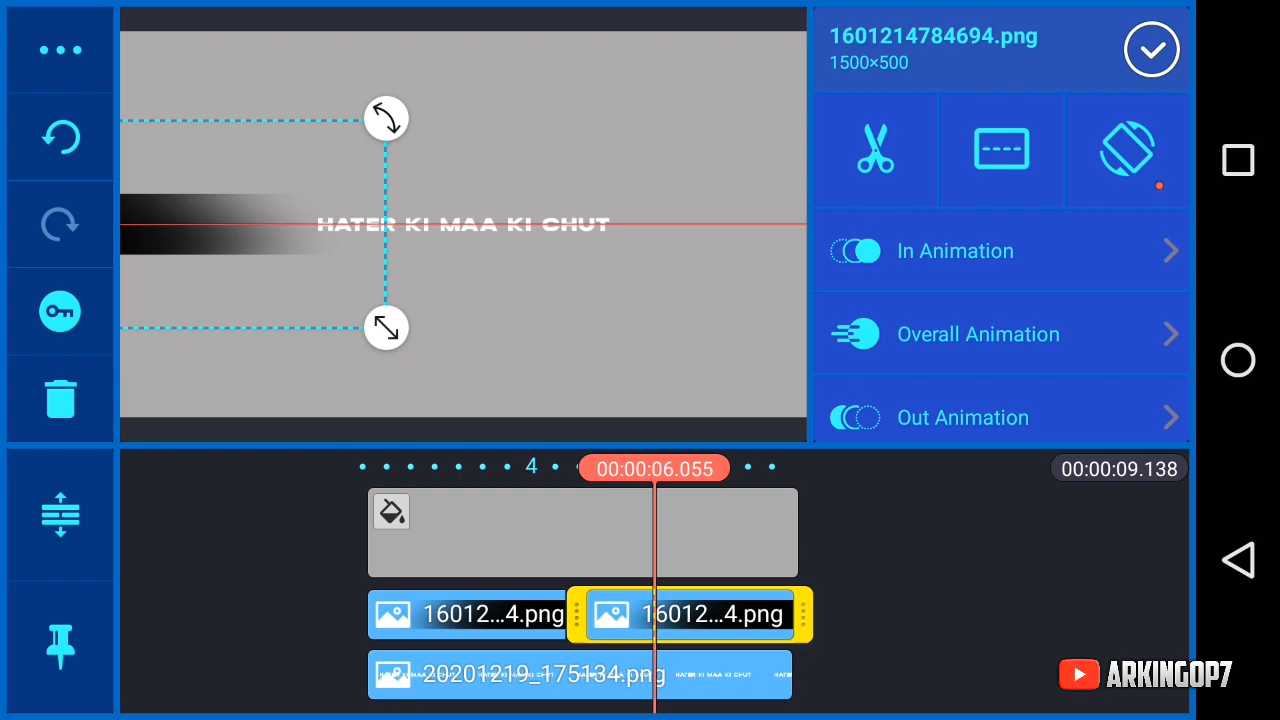 1601214784694.png
1500×500
HATER KI MAA KI CHUT
In Animation
Overall Animation
Out Animation
4
00:00:06.055
00:00:09.138
16012...4.png
16012...4.png
20201219_175134.png
HATER KI MAA KI CHUT
ARKINGOP7